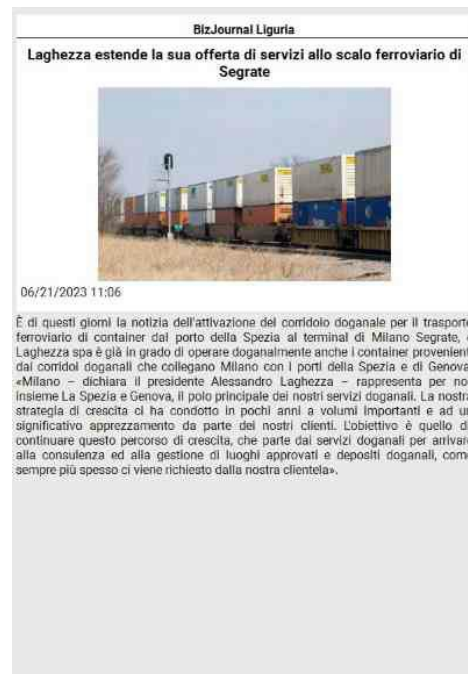 BizJournal Liguria
Laghezza estende la sua offerta di servizi allo scalo ferroviario di
Segrate
06/21/2023 11:06
È di questi giorni la notizia dell'attivazione del corridoio doganale per il trasporto
ferroviario di container dal porto della Spezia al terminal di Milano Segrate,
Laghezza spa è già in grado di operare doganalmente anche i container
dai corridoi doganali che collegano Milano con i porti della Spezia e di Genova
«Milano – dichiara il presidente Alessandro Laghezza – rappresenta per
insieme La Spezia e Genova, il polo principale dei nostri servizi doganali. La nostra
strategia di crescita ci ha condotto in pochi anni a volumi importanti e ad
significativo apprezzamento da parte dei nostri clienti. L'obiettivo è quello
continuare questo percorso di crescita, che parte dai servizi doganali per
alla consulenza ed alla gestione di luoghi approvati e depositi doganali,
sempre più spesso ci viene richiesto dalla nostra clientela».